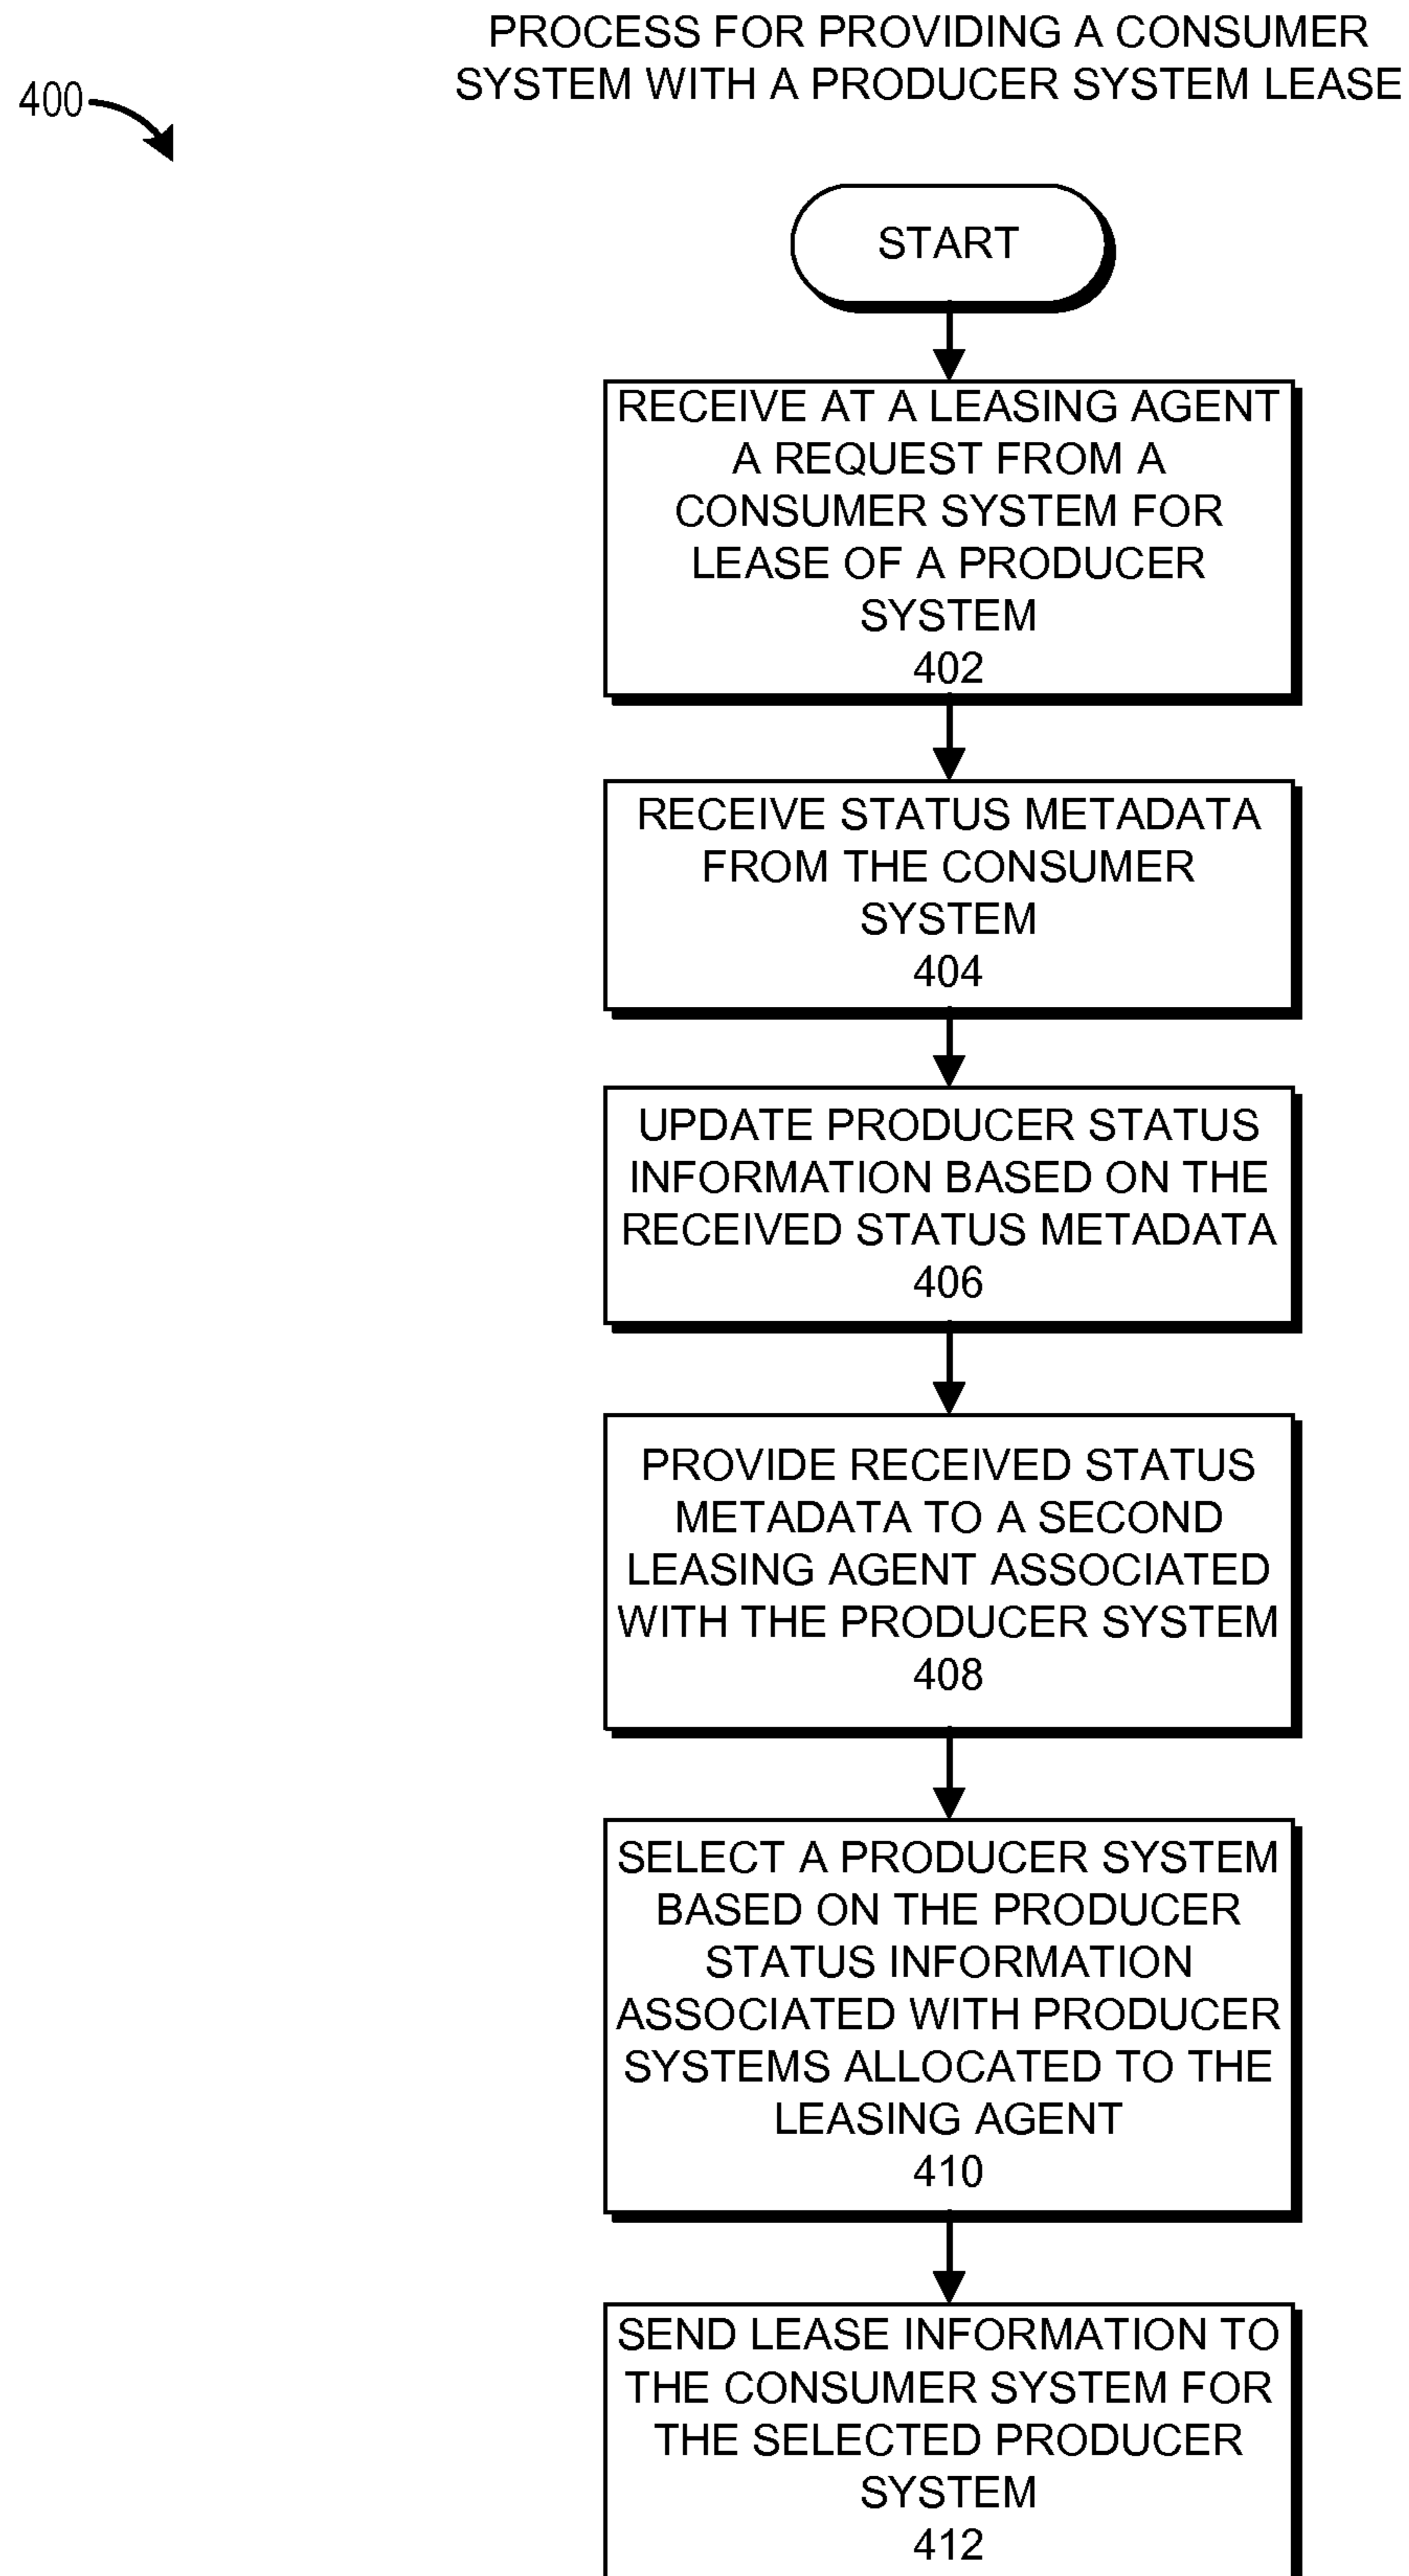 PROCESS FOR PROVIDING A CONSUMER
SYSTEM WITH A PRODUCER SYSTEM LEASE
400
START
RECEIVE AT A LEASING AGENT
A REQUEST FROM A
CONSUMER SYSTEM FOR
LEASE OF A PRODUCER
SYSTEM
402
RECEIVE STATUS METADATA
FROM THE CONSUMER
SYSTEM
404
UPDATE PRODUCER STATUS
INFORMATION BASED ON THE
RECEIVED STATUS METADATA
406
PROVIDE RECEIVED STATUS
METADATA TO A SECOND
LEASING AGENT ASSOCIATED
WITH THE PRODUCER SYSTEM
408
SELECT A PRODUCER SYSTEM
BASED ON THE PRODUCER
STATUS INFORMATION
ASSOCIATED WITH PRODUCER
SYSTEMS ALLOCATED TO THE
LEASING AGENT
410
SEND LEASE INFORMATION TO
THE CONSUMER SYSTEM FOR
THE SELECTED PRODUCER
SYSTEM
412